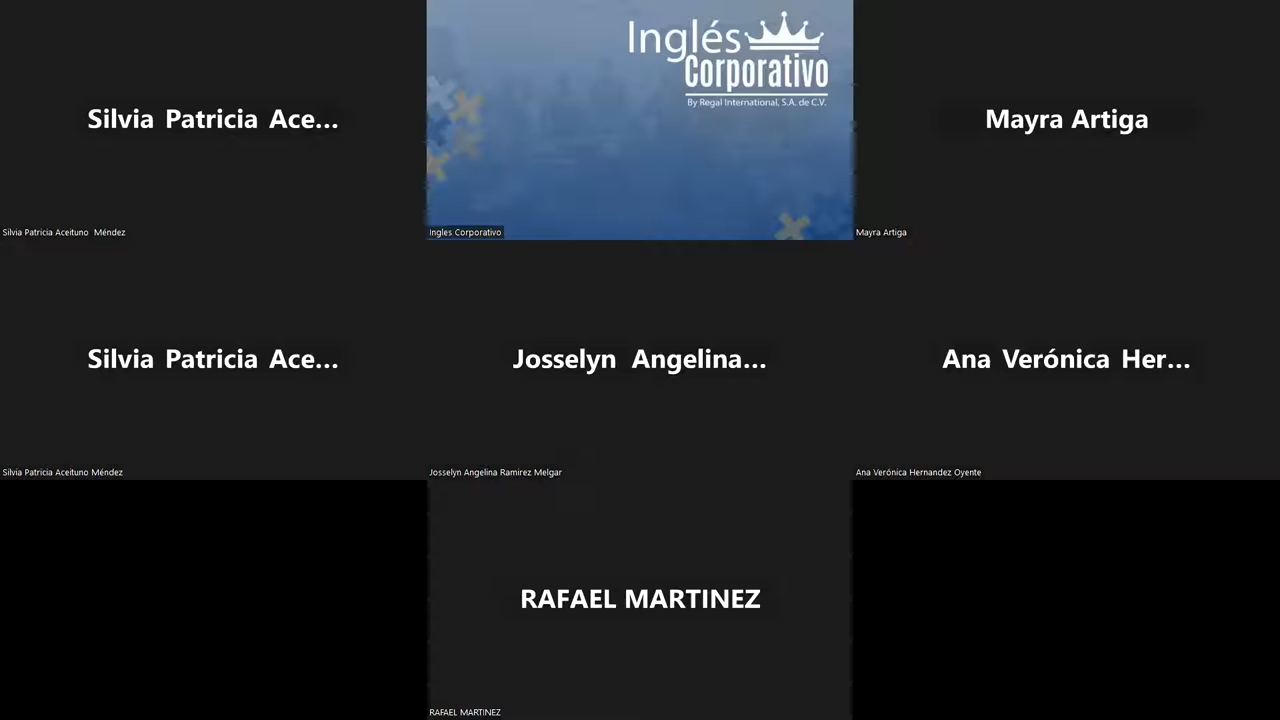 Silvia Patricia Ace...
Silvia Patricia Aceituno Méndez
Inglés
Corporativo
By Regal International, S.A. de C.V.
Ingles Corporativo
Mayra Artiga
Mayra Artiga
Silvia Patricia Ace...
Silvia Patricia Aceituno Méndez
Josselyn Angelina...
Josselyn Angelina Ramirez Melgar
Ana Verónica Her...
Ana Verónica Hernandez Oyente
RAFAEL MARTINEZ
RAFAEL MARTINEZ